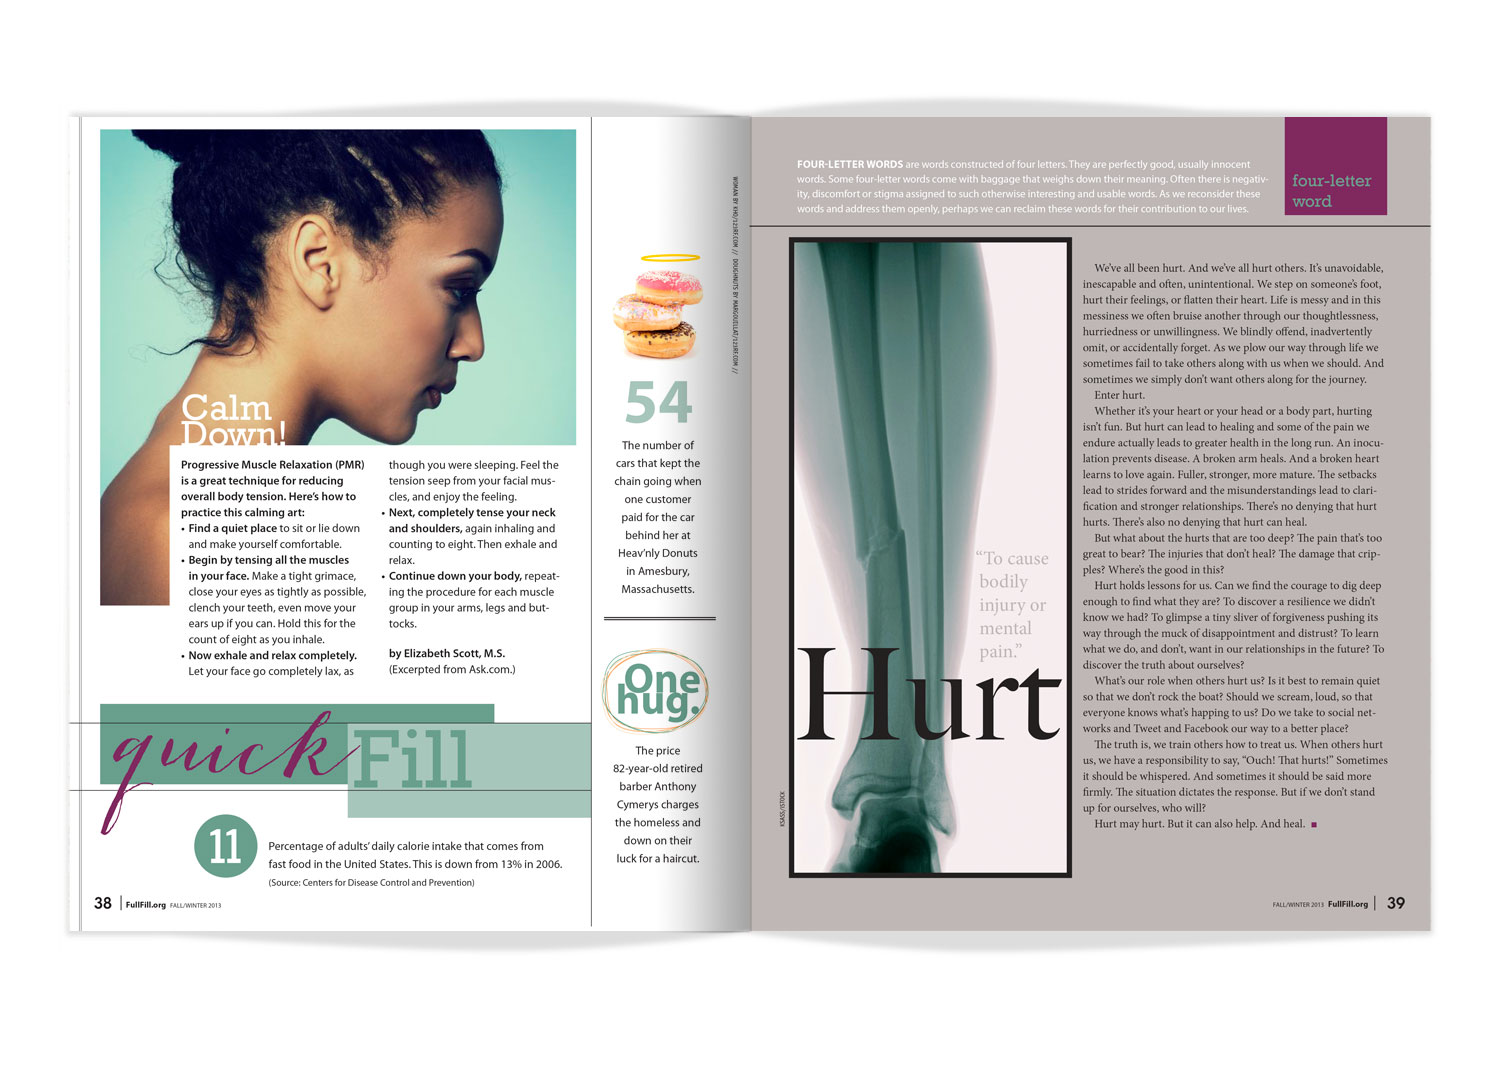 Calm
Down!
Progressive Muscle Relaxation (PMR)
is a great technique for reducing
overall body tension. Here's how to
practice this calming art:
• Find a quiet place to sit or lie down
and make yourself comfortable.
• Begin by tensing all the muscles
in your face. Make a tight grimace,
close your eyes as tightly as possible,
clench your teeth, even move your
ears up if you can. Hold this for the
count of eight as you inhale.
• Now exhale and relax completely.
Let your face go completely lax, as
though you were sleeping. Feel the
tension seep from your facial mus-
cles, and enjoy the feeling.
• Next, completely tense your neck
and shoulders, again inhaling and
counting to eight. Then exhale and
relax.
• Continue down your body, repeat-
ing the procedure for each muscle
group in your arms, legs and but-
tocks.
by Elizabeth Scott, M.S.
(Excerpted from Ask.com.)
quick Fill
11
Percentage of adults' daily calorie intake that comes from
fast food in the United States. This is down from 13% in 2006.
(Source: Centers for Disease Control and Prevention)
38 FullFill.org FALL/WINTER 2013
54
The number of
cars that kept the
chain going when
one customer
paid for the car
behind her at
Heav'nly Donuts
in Amesbury,
Massachusetts.
One
hug.
The price
82-year-old retired
barber Anthony
Cymerys charges
the homeless and
down on their
luck for a haircut.
WOMAN BY KHO/123RF.COM // DOUGHNUTS BY MARGOUILLAT/123RF.COM //
FOUR-LETTER WORDS are words constructed of four letters. They are perfectly good, usually innocent
words. Some four-letter words come with baggage that weighs down their meaning. Often there is negativ-
ity, discomfort or stigma assigned to such otherwise interesting and usable words. As we reconsider these
words and address them openly, perhaps we can reclaim these words for their contribution to our lives.
four-letter
word
"To cause
bodily
injury or
mental
pain."
Hurt
KSASS/ISTOCK
We've all been hurt. And we've all hurt others. It's unavoidable,
inescapable and often, unintentional. We step on someone's foot,
hurt their feelings, or flatten their heart. Life is messy and in this
messiness we often bruise another through our thoughtlessness,
hurriedness or unwillingness. We blindly offend, inadvertently
omit, or accidentally forget. As we plow our way through life we
sometimes fail to take others along with us when we should. And
sometimes we simply don't want others along for the journey.
Enter hurt.
Whether it's your heart or your head or a body part, hurting
isn't fun. But hurt can lead to healing and some of the pain we
endure actually leads to greater health in the long run. An inocu-
lation prevents disease. A broken arm heals. And a broken heart
learns to love again. Fuller, stronger, more mature. The setbacks
lead to strides forward and the misunderstandings lead to clari-
fication and stronger relationships. There's no denying that hurt
hurts. There's also no denying that hurt can heal.
But what about the hurts that are too deep? The pain that's too
great to bear? The injuries that don't heal? The damage that crip-
ples? Where's the good in this?
Hurt holds lessons for us. Can we find the courage to dig deep
enough to find what they are? To discover a resilience we didn't
know we had? To glimpse a tiny sliver of forgiveness pushing its
way through the muck of disappointment and distrust? To learn
what we do, and don't, want in our relationships in the future? To
discover the truth about ourselves?
What's our role when others hurt us? Is it best to remain quiet
so that we don't rock the boat? Should we scream, loud, so that
everyone knows what's happing to us? Do we take to social net-
works and Tweet and Facebook our way to a better place?
The truth is, we train others how to treat us. When others hurt
us, we have a responsibility to say, "Ouch! That hurts!" Sometimes
it should be whispered. And sometimes it should be said more
firmly. The situation dictates the response. But if we don't stand
up for ourselves, who will?
Hurt may hurt. But it can also help. And heal. ■
FALL/WINTER 2013 FullFill.org 39